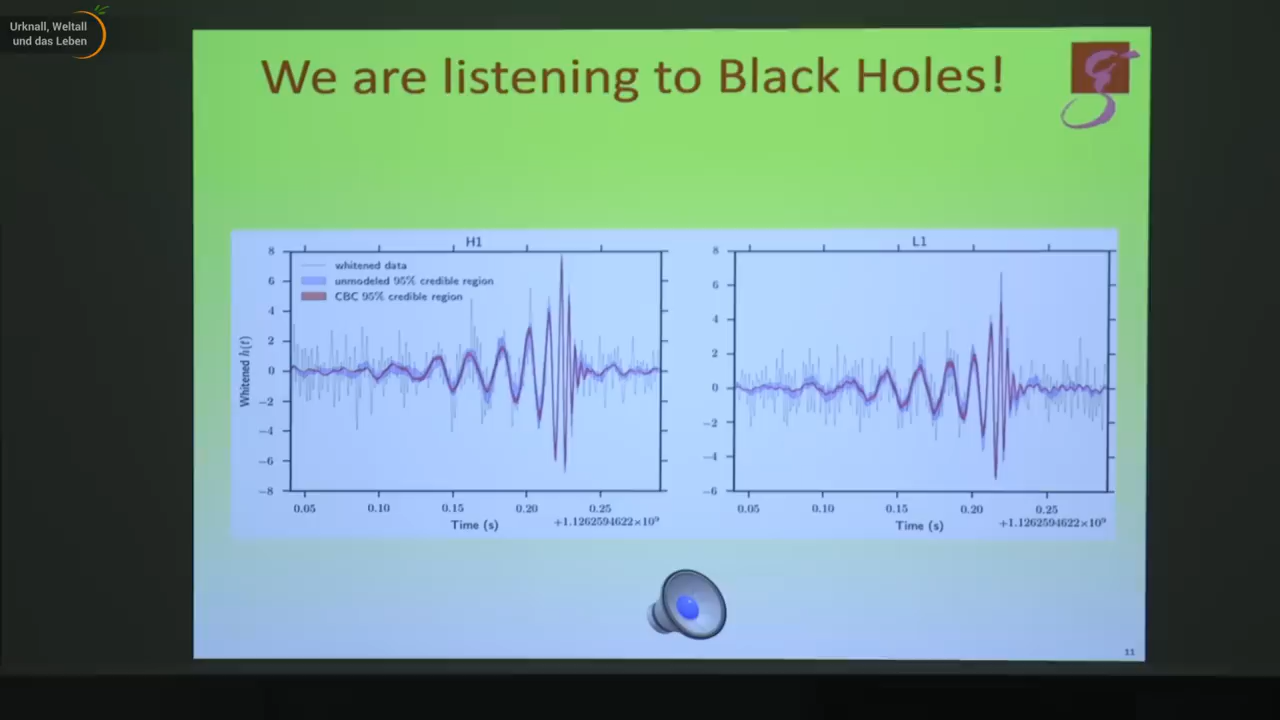 Urknall, Weltall
und das Leben
We are listening to Black Holes!
g
H1
8
6
4
2
0
−2
−4
−6
−8
Whitened h(t)
whitened data
unmodeled 95% credible region
CBC 95% credible region
0.05 0.10 0.15 0.20 0.25
Time (s)
+1.1262594622×10⁹
L1
8
6
4
2
0
−2
−4
−6
0.05 0.10 0.15 0.20 0.25
Time (s)
+1.1262594622×10⁹
11